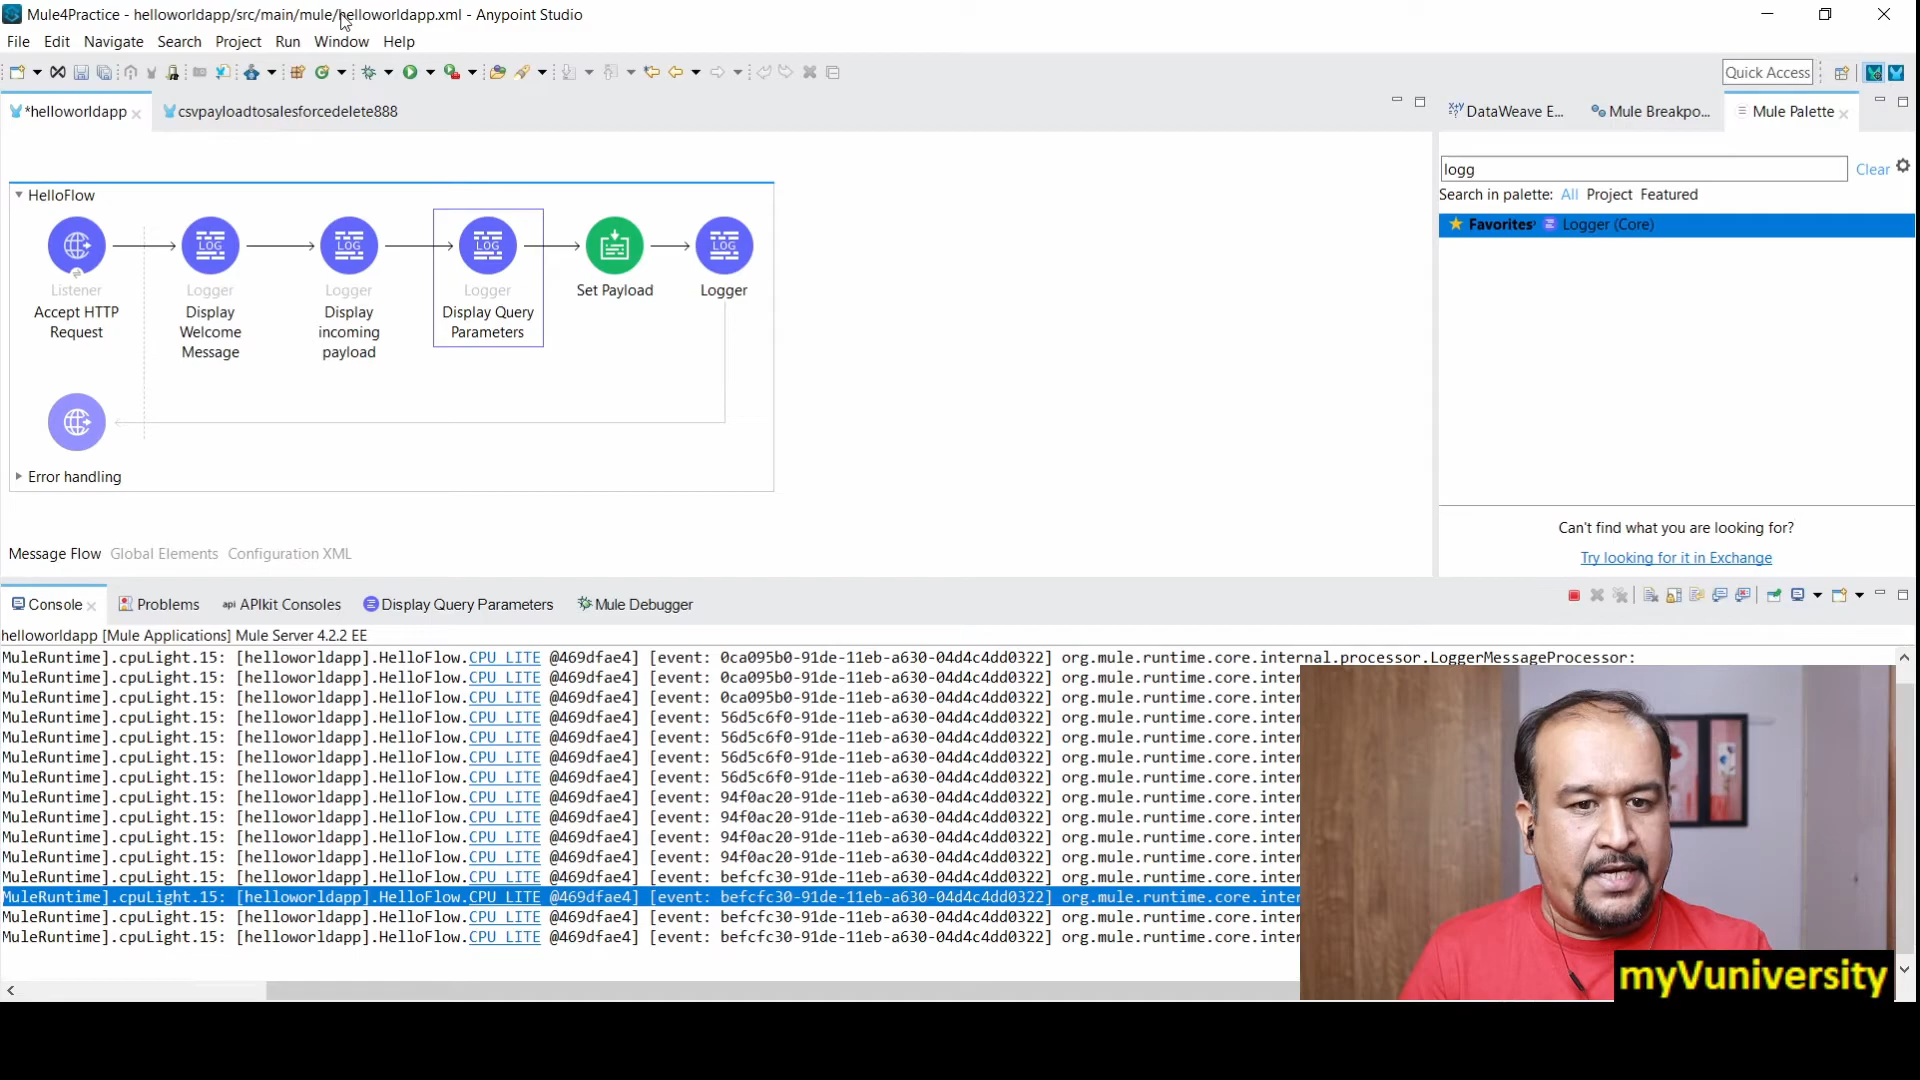 Mule4Practice - helloworldapp/src/main/mule/helloworldapp.xml - Anypoint Studio
File Edit Navigate Search Project Run Window Help
Quick Access
*helloworldapp csvpayloadtosalesforcedelete888
DataWeave E... Mule Breakpo... Mule Palette
logg
Clear
Search in palette: All Project Featured
Favorites Logger (Core)
HelloFlow
LOG LOG LOG LOG
Listener
Accept HTTP
Request
Logger
Display
Welcome
Message
Logger
Display
incoming
payload
Logger
Display Query
Parameters
Set Payload
Logger
Error handling
Can't find what you are looking for?
Try looking for it in Exchange
Message Flow Global Elements Configuration XML
Console Problems api APIkit Consoles Display Query Parameters Mule Debugger
helloworldapp [Mule Applications] Mule Server 4.2.2 EE
MuleRuntime].cpuLight.15: [helloworldapp].HelloFlow.CPU_LITE @469dfae4] [event: 0ca095b0-91de-11eb-a630-04d4c4dd0322] org.mule.runtime.core.internal.processor.LoggerMessageProcessor:
MuleRuntime].cpuLight.15: [helloworldapp].HelloFlow.CPU_LITE @469dfae4] [event: 0ca095b0-91de-11eb-a630-04d4c4dd0322] org.mule.runtime.core.inter
MuleRuntime].cpuLight.15: [helloworldapp].HelloFlow.CPU_LITE @469dfae4] [event: 0ca095b0-91de-11eb-a630-04d4c4dd0322] org.mule.runtime.core.inter
MuleRuntime].cpuLight.15: [helloworldapp].HelloFlow.CPU_LITE @469dfae4] [event: 56d5c6f0-91de-11eb-a630-04d4c4dd0322] org.mule.runtime.core.inter
MuleRuntime].cpuLight.15: [helloworldapp].HelloFlow.CPU_LITE @469dfae4] [event: 56d5c6f0-91de-11eb-a630-04d4c4dd0322] org.mule.runtime.core.inter
MuleRuntime].cpuLight.15: [helloworldapp].HelloFlow.CPU_LITE @469dfae4] [event: 56d5c6f0-91de-11eb-a630-04d4c4dd0322] org.mule.runtime.core.inter
MuleRuntime].cpuLight.15: [helloworldapp].HelloFlow.CPU_LITE @469dfae4] [event: 56d5c6f0-91de-11eb-a630-04d4c4dd0322] org.mule.runtime.core.inter
MuleRuntime].cpuLight.15: [helloworldapp].HelloFlow.CPU_LITE @469dfae4] [event: 94f0ac20-91de-11eb-a630-04d4c4dd0322] org.mule.runtime.core.inter
MuleRuntime].cpuLight.15: [helloworldapp].HelloFlow.CPU_LITE @469dfae4] [event: 94f0ac20-91de-11eb-a630-04d4c4dd0322] org.mule.runtime.core.inter
MuleRuntime].cpuLight.15: [helloworldapp].HelloFlow.CPU_LITE @469dfae4] [event: 94f0ac20-91de-11eb-a630-04d4c4dd0322] org.mule.runtime.core.inter
MuleRuntime].cpuLight.15: [helloworldapp].HelloFlow.CPU_LITE @469dfae4] [event: 94f0ac20-91de-11eb-a630-04d4c4dd0322] org.mule.runtime.core.inter
MuleRuntime].cpuLight.15: [helloworldapp].HelloFlow.CPU_LITE @469dfae4] [event: befcfc30-91de-11eb-a630-04d4c4dd0322] org.mule.runtime.core.inter
MuleRuntime].cpuLight.15: [helloworldapp].HelloFlow.CPU_LITE @469dfae4] [event: befcfc30-91de-11eb-a630-04d4c4dd0322] org.mule.runtime.core.inter
MuleRuntime].cpuLight.15: [helloworldapp].HelloFlow.CPU_LITE @469dfae4] [event: befcfc30-91de-11eb-a630-04d4c4dd0322] org.mule.runtime.core.inter
MuleRuntime].cpuLight.15: [helloworldapp].HelloFlow.CPU_LITE @469dfae4] [event: befcfc30-91de-11eb-a630-04d4c4dd0322] org.mule.runtime.core.inter
myVuniversity